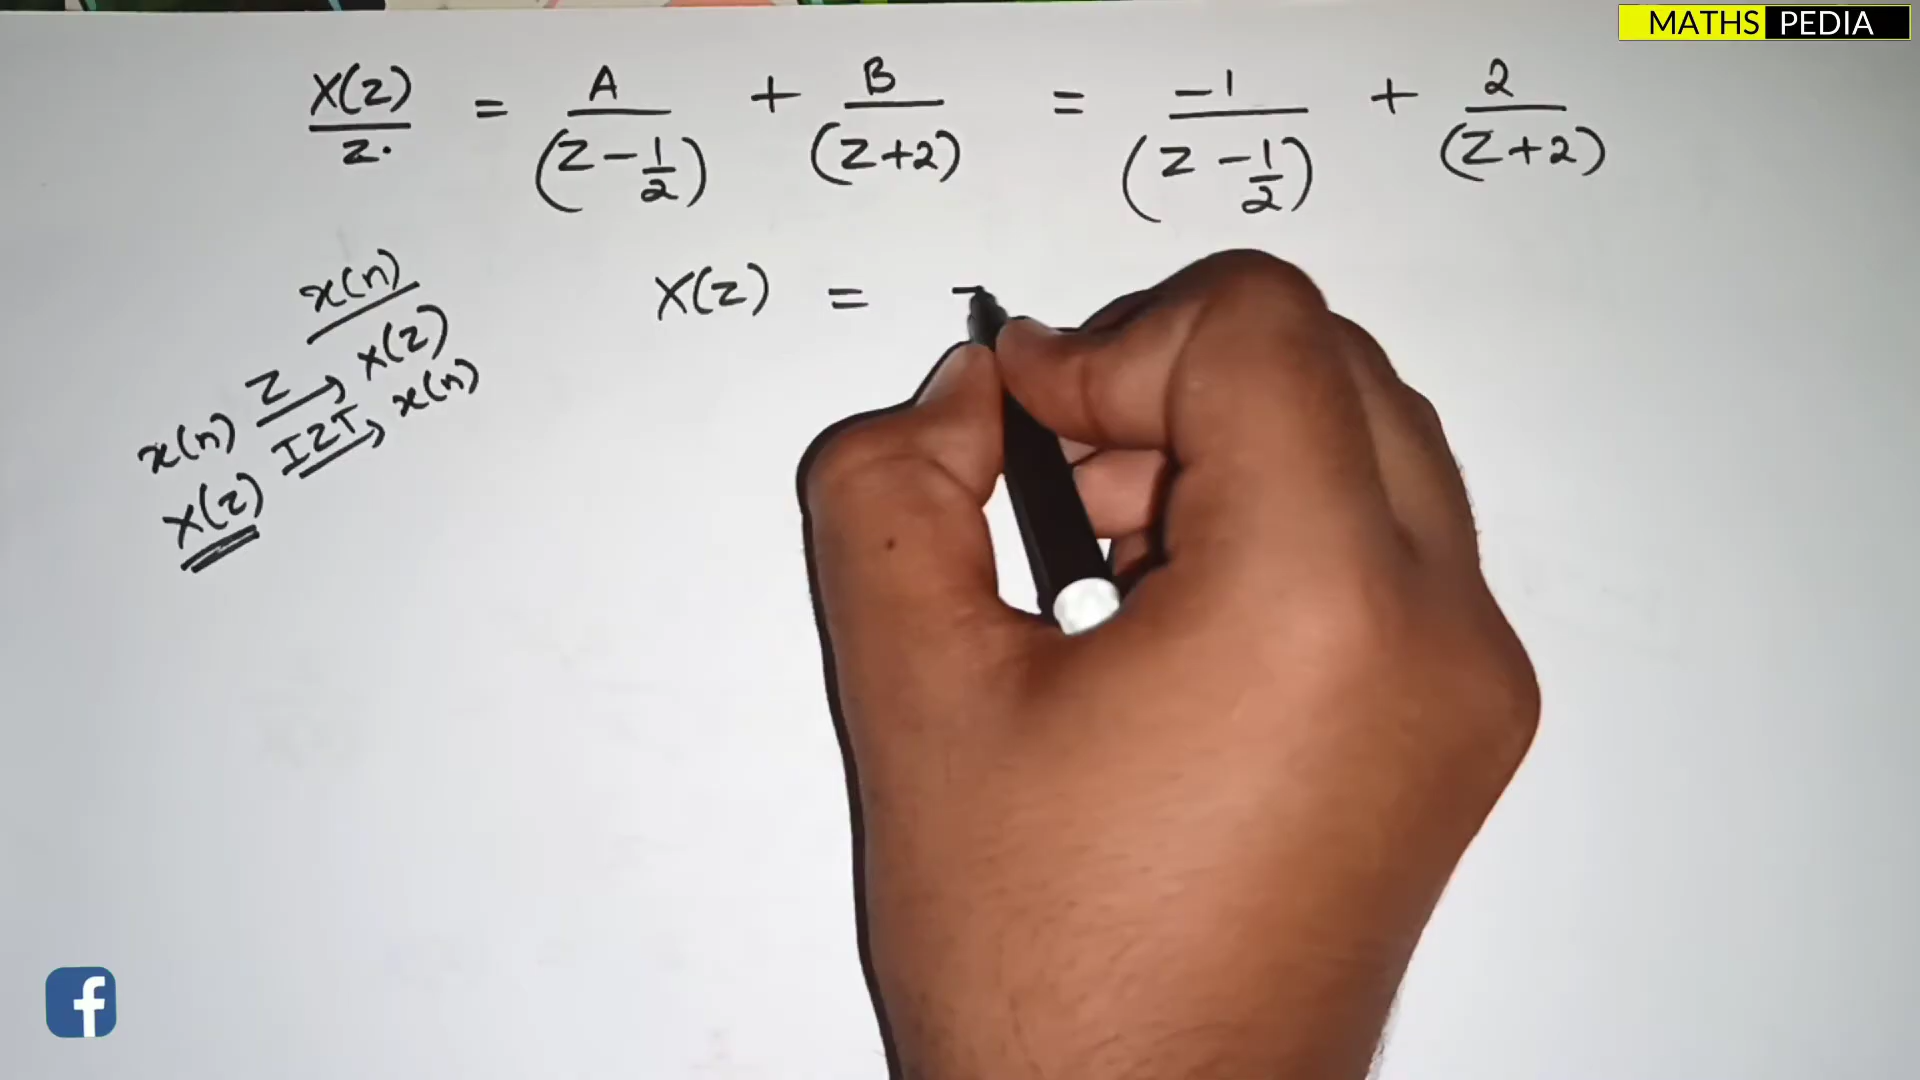 MATHS PEDIA
X(z)/z. = A/(z - 1/2) + B/(z+2) = -1/(z - 1/2) + 2/(z+2)
x(n)
X(z) = -
x(n) Z→ X(z)
X(z) IZT→ x(n)
f